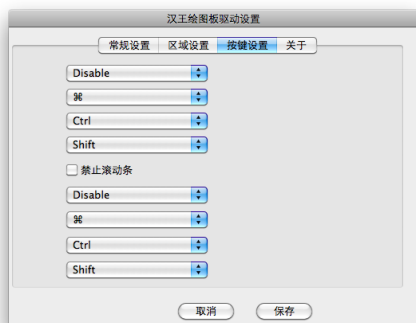 汉王绘图板驱动设置
常规设置 区域设置 按键设置 关于
Disable
⌘
Ctrl
Shift
禁止滚动条
Disable
⌘
Ctrl
Shift
取消 保存